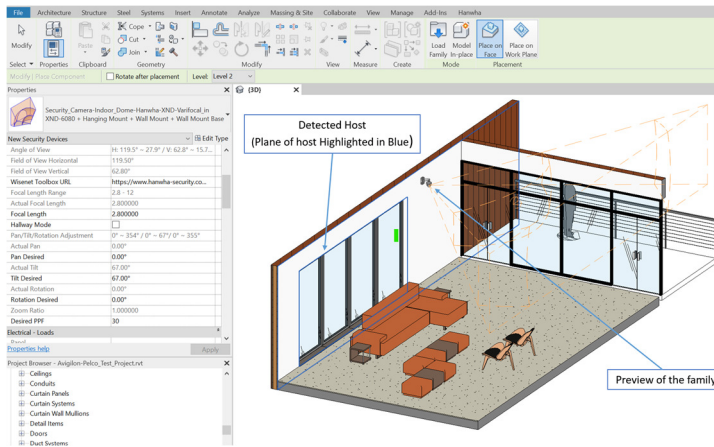 File Architecture Structure Steel Systems Insert Annotate Analyze Massing & Site Collaborate View Manage Add-Ins Hanwha
Modify
Paste
Cope
Cut
Join
Load Family
Model In-place
Place on Face
Place on Work Plane
Select Properties Clipboard Geometry Modify View Measure Create Mode Placement
Modify | Place Component Rotate after placement Level: Level 2
Properties X
{3D} X
Security_Camera-Indoor_Dome-Hanwha-XND-Varifocal_in
XND-6080 + Hanging Mount + Wall Mount + Wall Mount Base
New Security Devices Edit Type
Angle of View H: 119.5° ~ 27.9° / V: 62.8° ~ 15.7...
Field of View Horizontal 119.50°
Field of View Vertical 62.80°
Wisenet Toolbox URL https://www.hanwha-security.co...
Focal Length Range 2.8 - 12
Actual Focal Length 2.800000
Focal Length 2.800000
Hallway Mode
Pan/Tilt/Rotation Adjustment 0° ~ 354° / 0° ~ 67°/ 0° ~ 355°
Actual Pan 0.00°
Pan Desired 0.00°
Actual Tilt 67.00°
Tilt Desired 67.00°
Actual Rotation 0.00°
Rotation Desired 0.00°
Zoom Ratio 1.000000
Desired PPF 30
Electrical - Loads
Panel
Properties help Apply
Project Browser - Avigilon-Pelco_Test_Project.rvt X
Ceilings
Conduits
Curtain Panels
Curtain Systems
Curtain Wall Mullions
Detail Items
Doors
Duct Systems
Detected Host
(Plane of host Highlighted in Blue)
Preview of the family